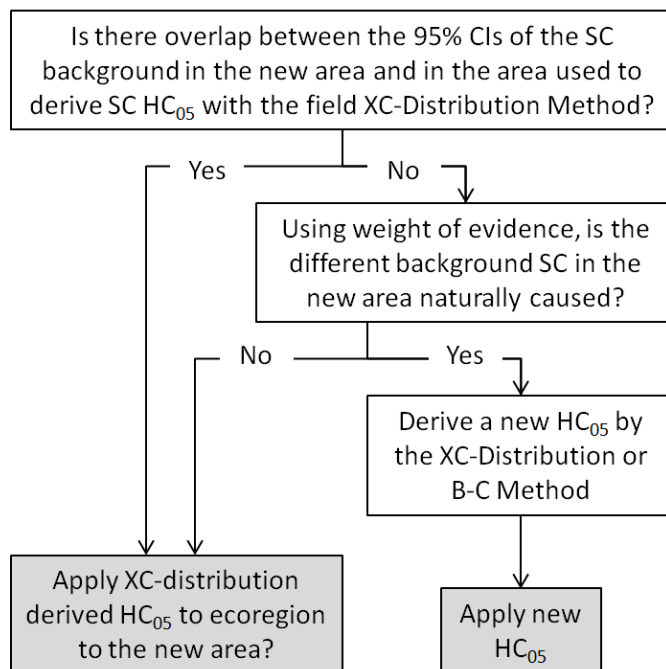 Is there overlap between the 95% CIs of the SC
background in the new area and in the area used to
derive SC HC05 with the field XC-Distribution Method?
Yes
No
Using weight of evidence, is the
different background SC in the
new area naturally caused?
No
Yes
Derive a new HC05 by
the XC-Distribution or
B-C Method
Apply XC-distribution
derived HC05 to ecoregion
to the new area?
Apply new
HC05